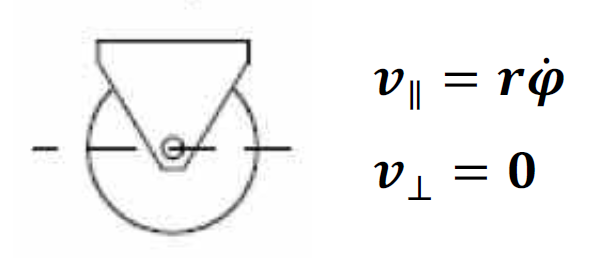 v∥ = rφ̇
v⊥ = 0